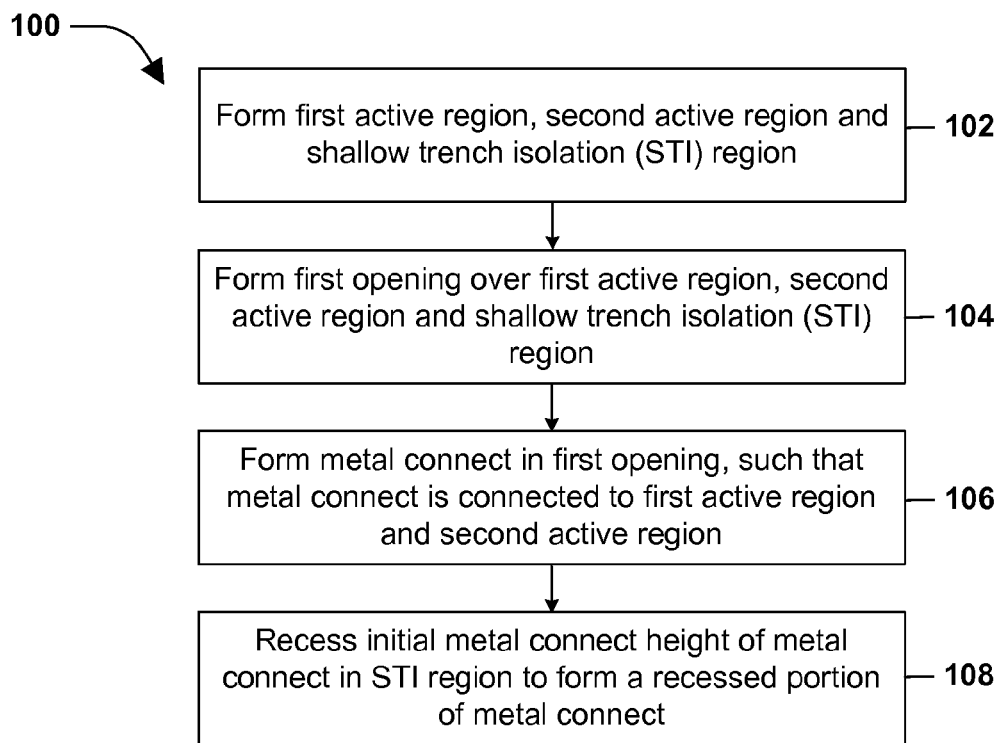 100
Form first active region, second active region and
shallow trench isolation (STI) region
102
Form first opening over first active region, second
active region and shallow trench isolation (STI)
region
104
Form metal connect in first opening, such that
metal connect is connected to first active region
and second active region
106
Recess initial metal connect height of metal
connect in STI region to form a recessed portion
of metal connect
108